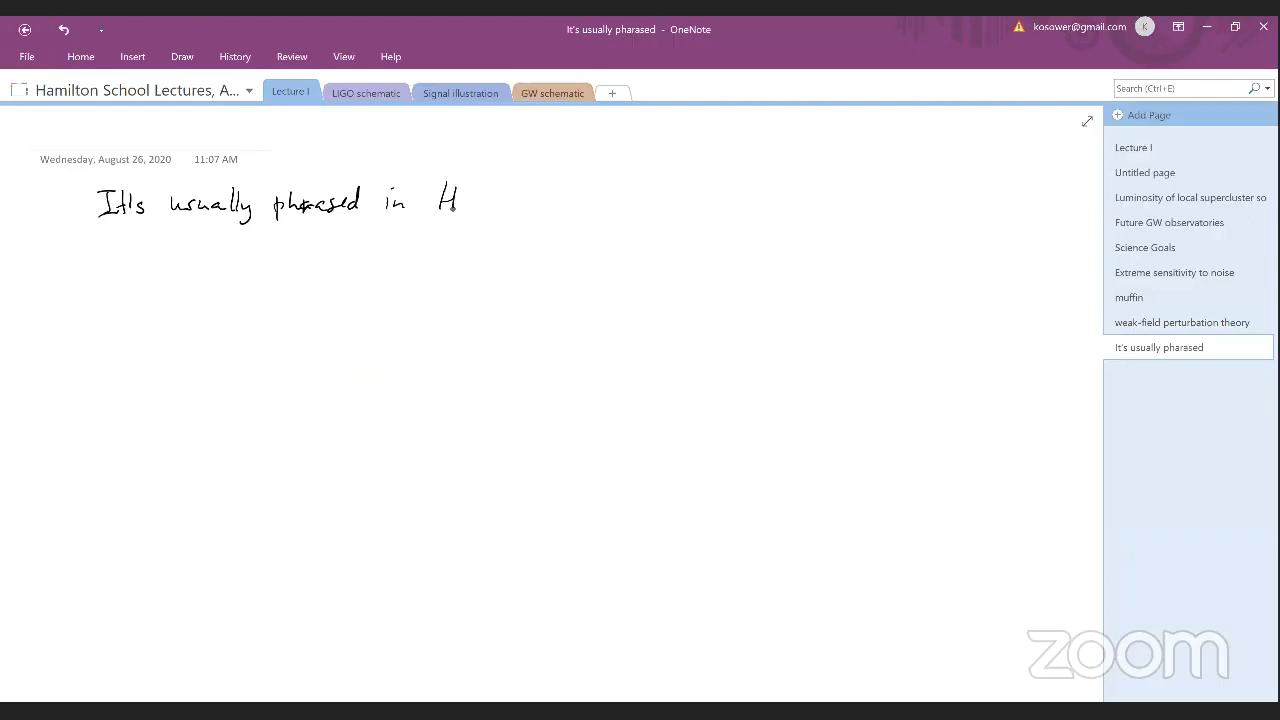 It's usually pharased - OneNote
kosower@gmail.com
K
File Home Insert Draw History Review View Help
Hamilton School Lectures, A...
Lecture I
LIGO schematic
Signal illustration
GW schematic
+
Search (Ctrl+E)
Add Page
Wednesday, August 26, 2020 11:07 AM
It's usually phrased in H
Lecture I
Untitled page
Luminosity of local supercluster so
Future GW observatories
Science Goals
Extreme sensitivity to noise
muffin
weak-field perturbation theory
It's usually pharased
zoom